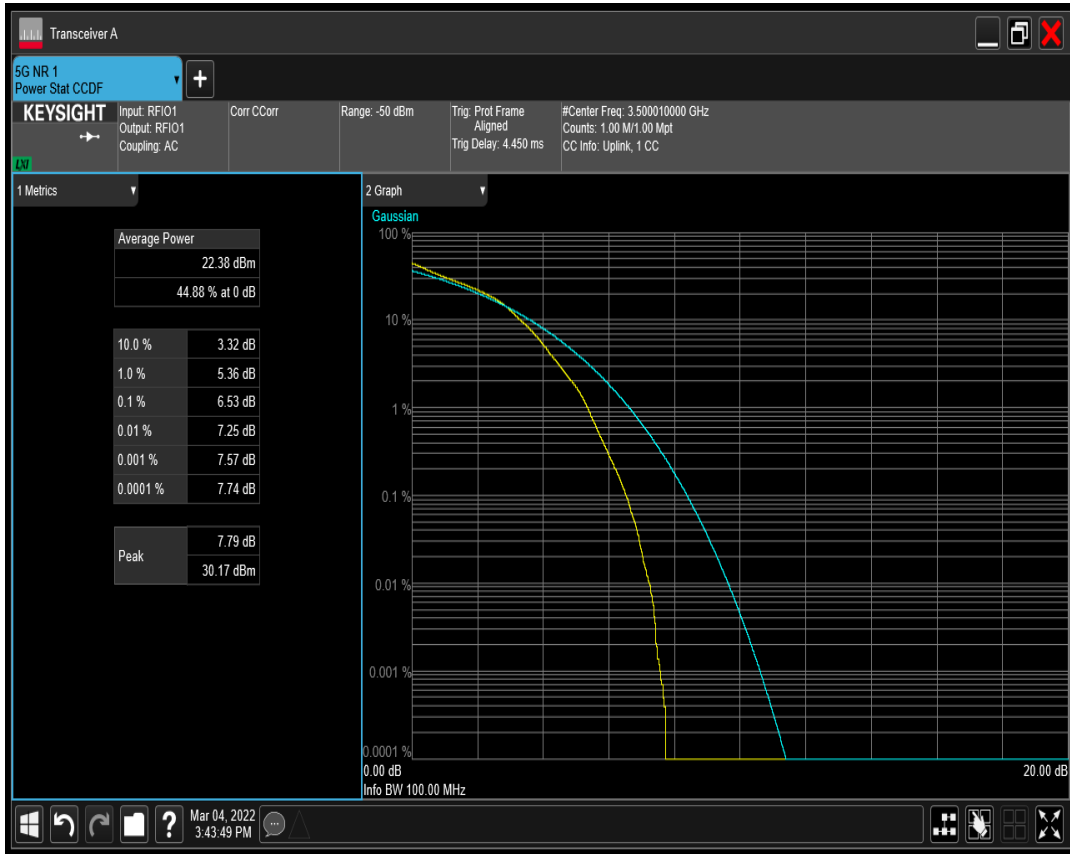 Transceiver A
5G NR 1
Power Stat CCDF
+
KEYSIGHT
LXI
Input: RFIO1
Output: RFIO1
Coupling: AC
Corr CCorr
Range: -50 dBm
Trig: Prot Frame
Aligned
Trig Delay: 4.450 ms
#Center Freq: 3.500010000 GHz
Counts: 1.00 M/1.00 Mpt
CC Info: Uplink, 1 CC
1 Metrics
Average Power
22.38 dBm
44.88 % at 0 dB
10.0 % 3.32 dB
1.0 % 5.36 dB
0.1 % 6.53 dB
0.01 % 7.25 dB
0.001 % 7.57 dB
0.0001 % 7.74 dB
Peak
7.79 dB
30.17 dBm
2 Graph
Gaussian
100 %
10 %
1 %
0.1 %
0.01 %
0.001 %
0.0001 %
0.00 dB 20.00 dB
Info BW 100.00 MHz
?
Mar 04, 2022
3:43:49 PM